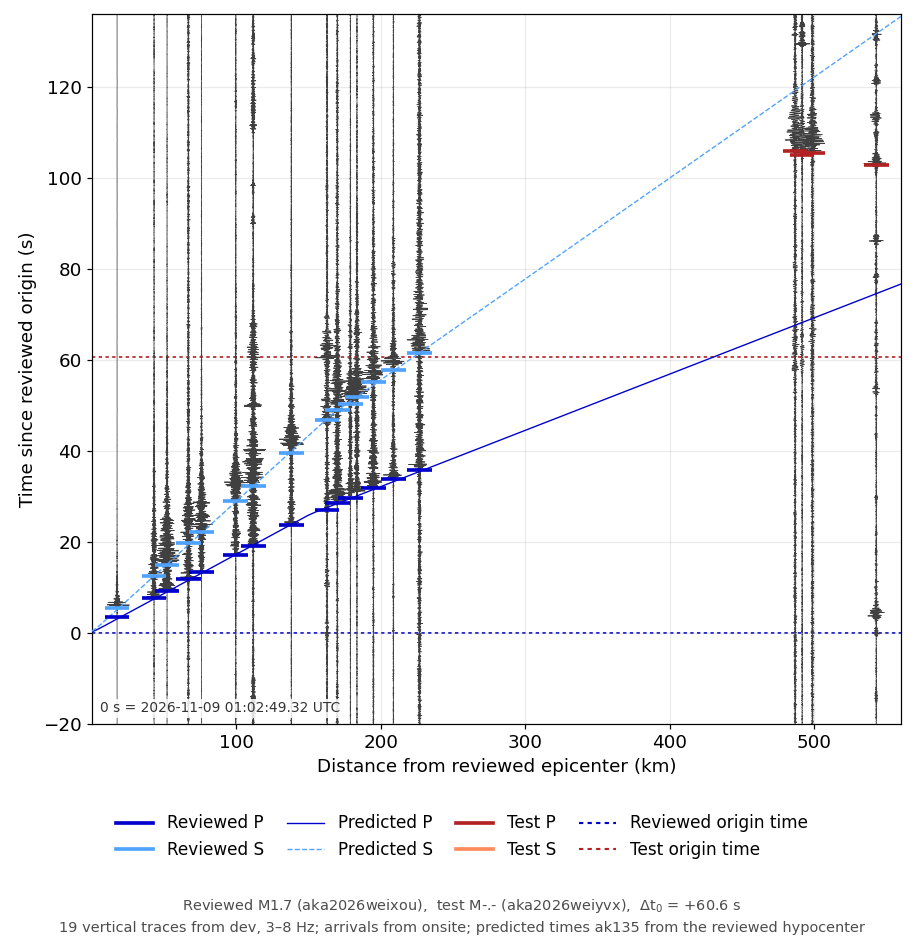 120
100
80
60
40
20
0
−20
Time since reviewed origin (s)
0 s = 2026-11-09 01:02:49.32 UTC
100 200 300 400 500
Distance from reviewed epicenter (km)
Reviewed P Predicted P Test P Reviewed origin time
Reviewed S Predicted S Test S Test origin time
Reviewed M1.7 (aka2026weixou), test M-.- (aka2026weiyvx), Δt₀ = +60.6 s
19 vertical traces from dev, 3–8 Hz; arrivals from onsite; predicted times ak135 from the reviewed hypocenter